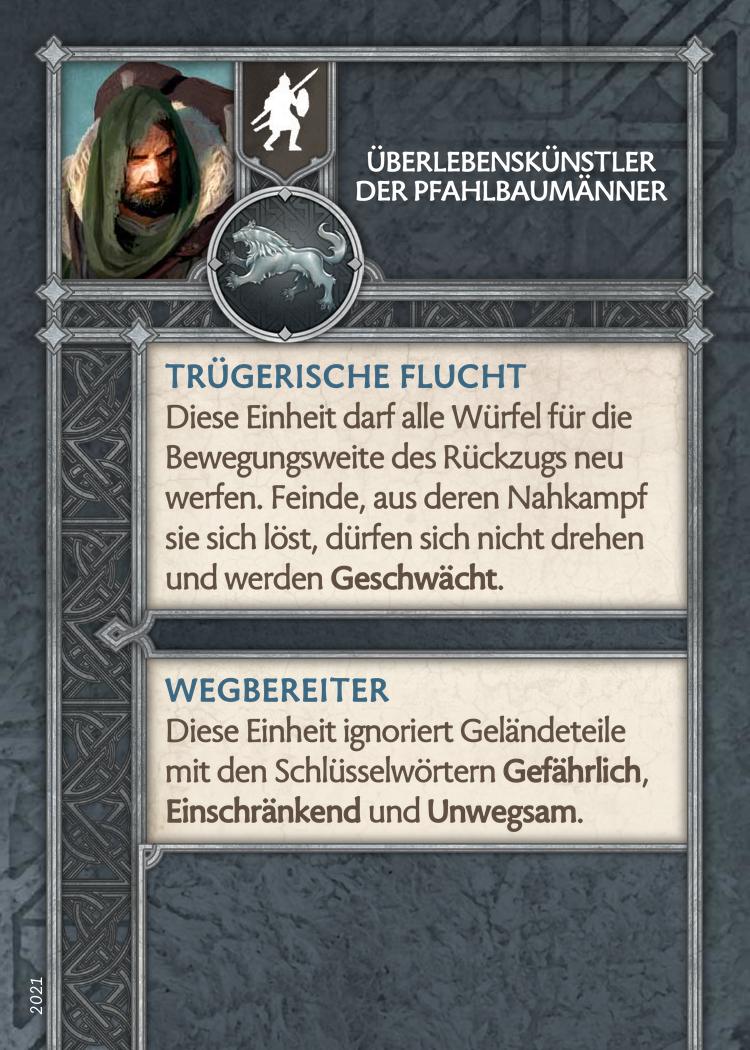 ÜBERLEBENSKÜNSTLER
DER PFAHLBAUMÄNNER
TRÜGERISCHE FLUCHT
Diese Einheit darf alle Würfel für die
Bewegungsweite des Rückzugs neu
werfen. Feinde, aus deren Nahkampf
sie sich löst, dürfen sich nicht drehen
und werden Geschwächt.
WEGBEREITER
Diese Einheit ignoriert Geländeteile
mit den Schlüsselwörtern Gefährlich,
Einschränkend und Unwegsam.
2021